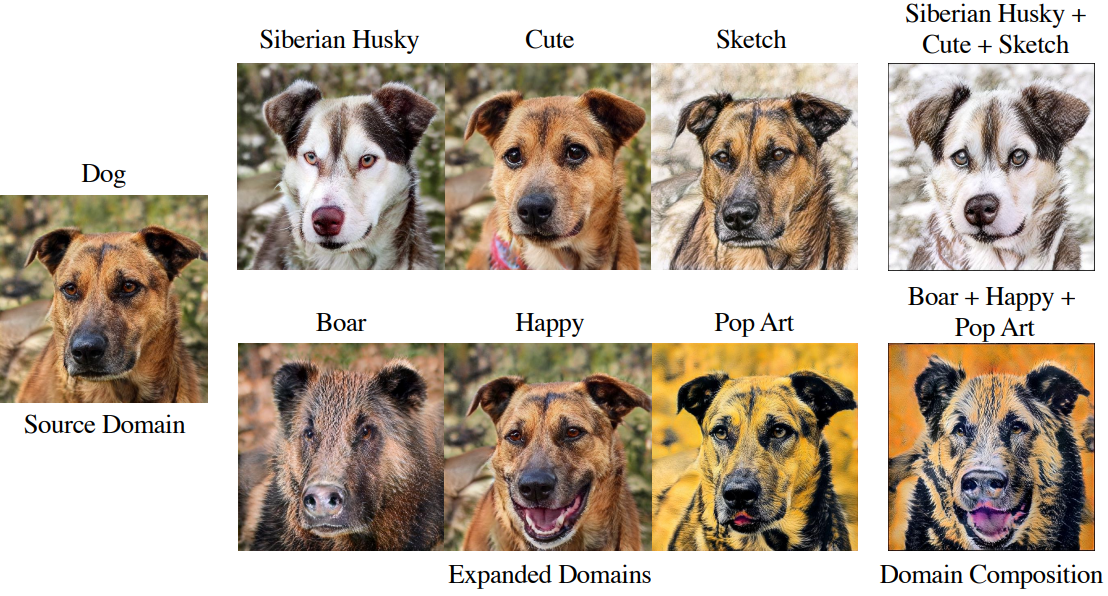 Siberian Husky +
Cute + Sketch
Siberian Husky
Cute
Sketch
Dog
Source Domain
Boar + Happy +
Pop Art
Boar
Happy
Pop Art
Expanded Domains
Domain Composition